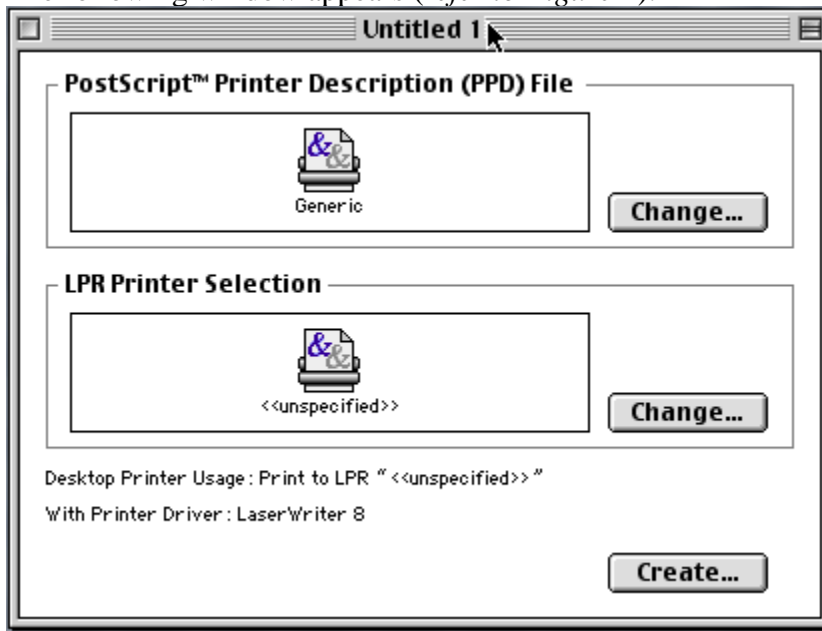 Untitled 1
PostScript™ Printer Description (PPD) File
&&
Generic
Change...
LPR Printer Selection
&&
<<unspecified>>
Change...
Desktop Printer Usage: Print to LPR “<<unspecified>>”
With Printer Driver: LaserWriter 8
Create...